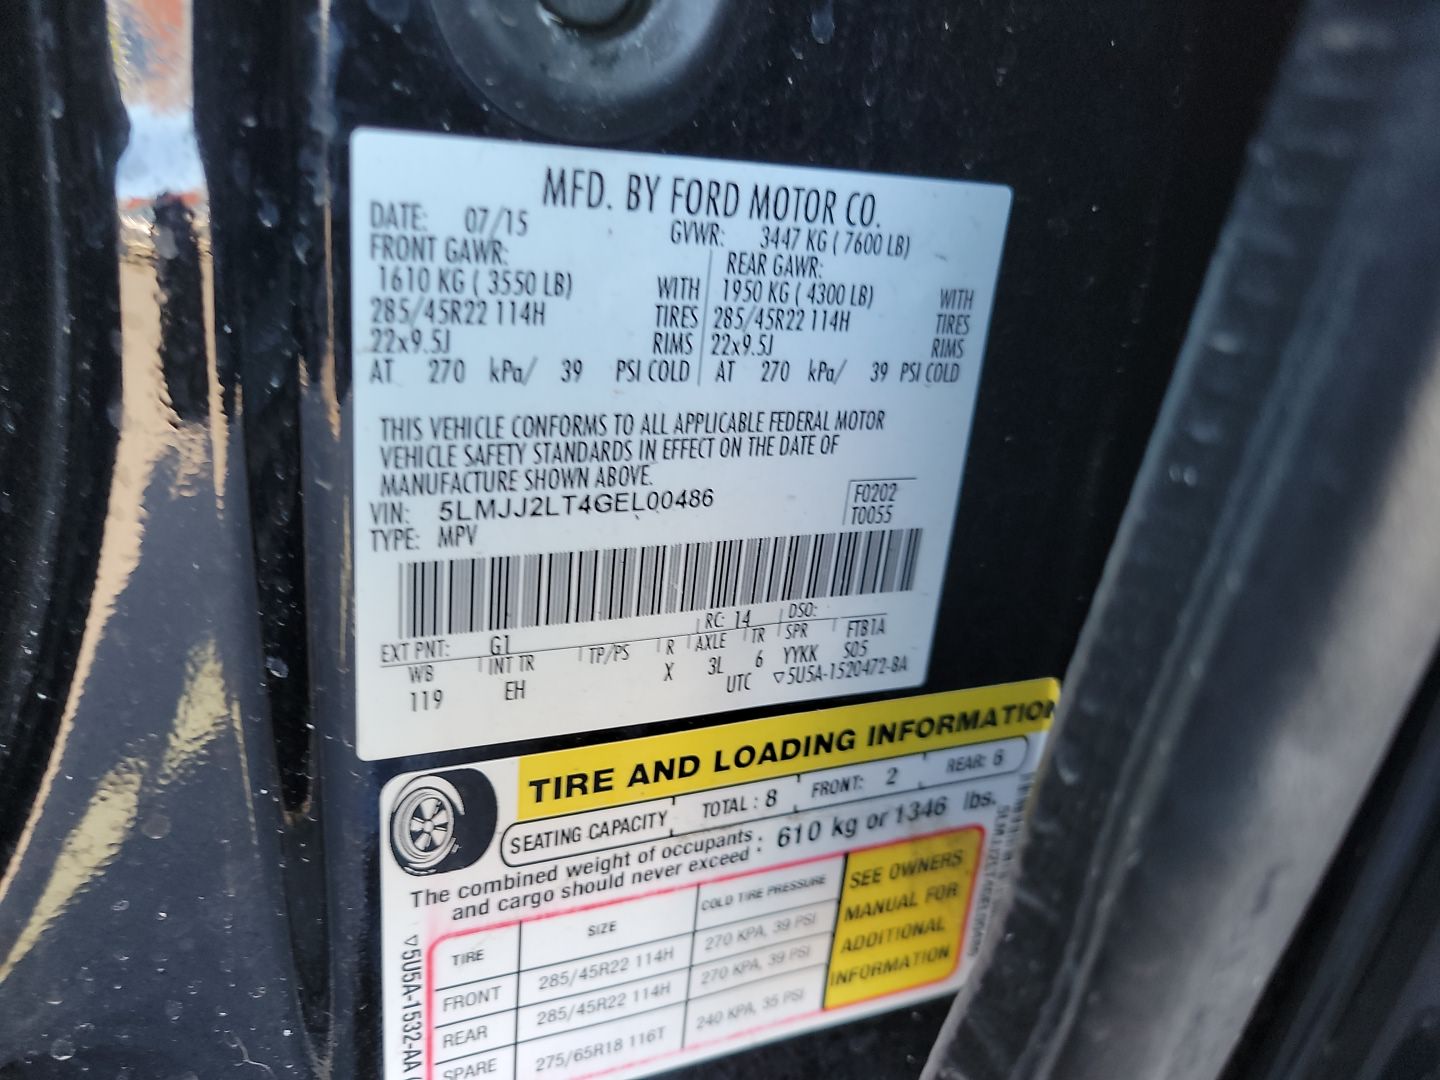 MFD. BY FORD MOTOR CO.
DATE: 07/15 GVWR: 3447 KG ( 7600 LB)
FRONT GAWR: REAR GAWR:
1610 KG ( 3550 LB) WITH 1950 KG ( 4300 LB) WITH
285/45R22 114H TIRES 285/45R22 114H TIRES
22x9.5J RIMS 22x9.5J RIMS
AT 270 kPa/ 39 PSI COLD AT 270 kPa/ 39 PSI COLD
THIS VEHICLE CONFORMS TO ALL APPLICABLE FEDERAL MOTOR
VEHICLE SAFETY STANDARDS IN EFFECT ON THE DATE OF
MANUFACTURE SHOWN ABOVE.
VIN: 5LMJJ2LT4GEL00486 F0202
TYPE: MPV T0055
EXT PNT: G1 RC: 14 DSO:
WB INT TR TP/PS R AXLE TR SPR FTB1A
119 EH X 3L 6 YYKK S05
UTC ▽5U5A-1520472-BA
TIRE AND LOADING INFORMATION
SEATING CAPACITY TOTAL : 8 FRONT: 2 REAR: 6
The combined weight of occupants and cargo should never exceed : 610 kg or 1346 lbs.
TIRE SIZE COLD TIRE PRESSURE
FRONT 285/45R22 114H 270 KPA, 39 PSI
REAR 285/45R22 114H 270 KPA, 39 PSI
SPARE 275/65R18 116T 240 KPA, 35 PSI
SEE OWNERS
MANUAL FOR
ADDITIONAL
INFORMATION
▽5U5A-1532-AA